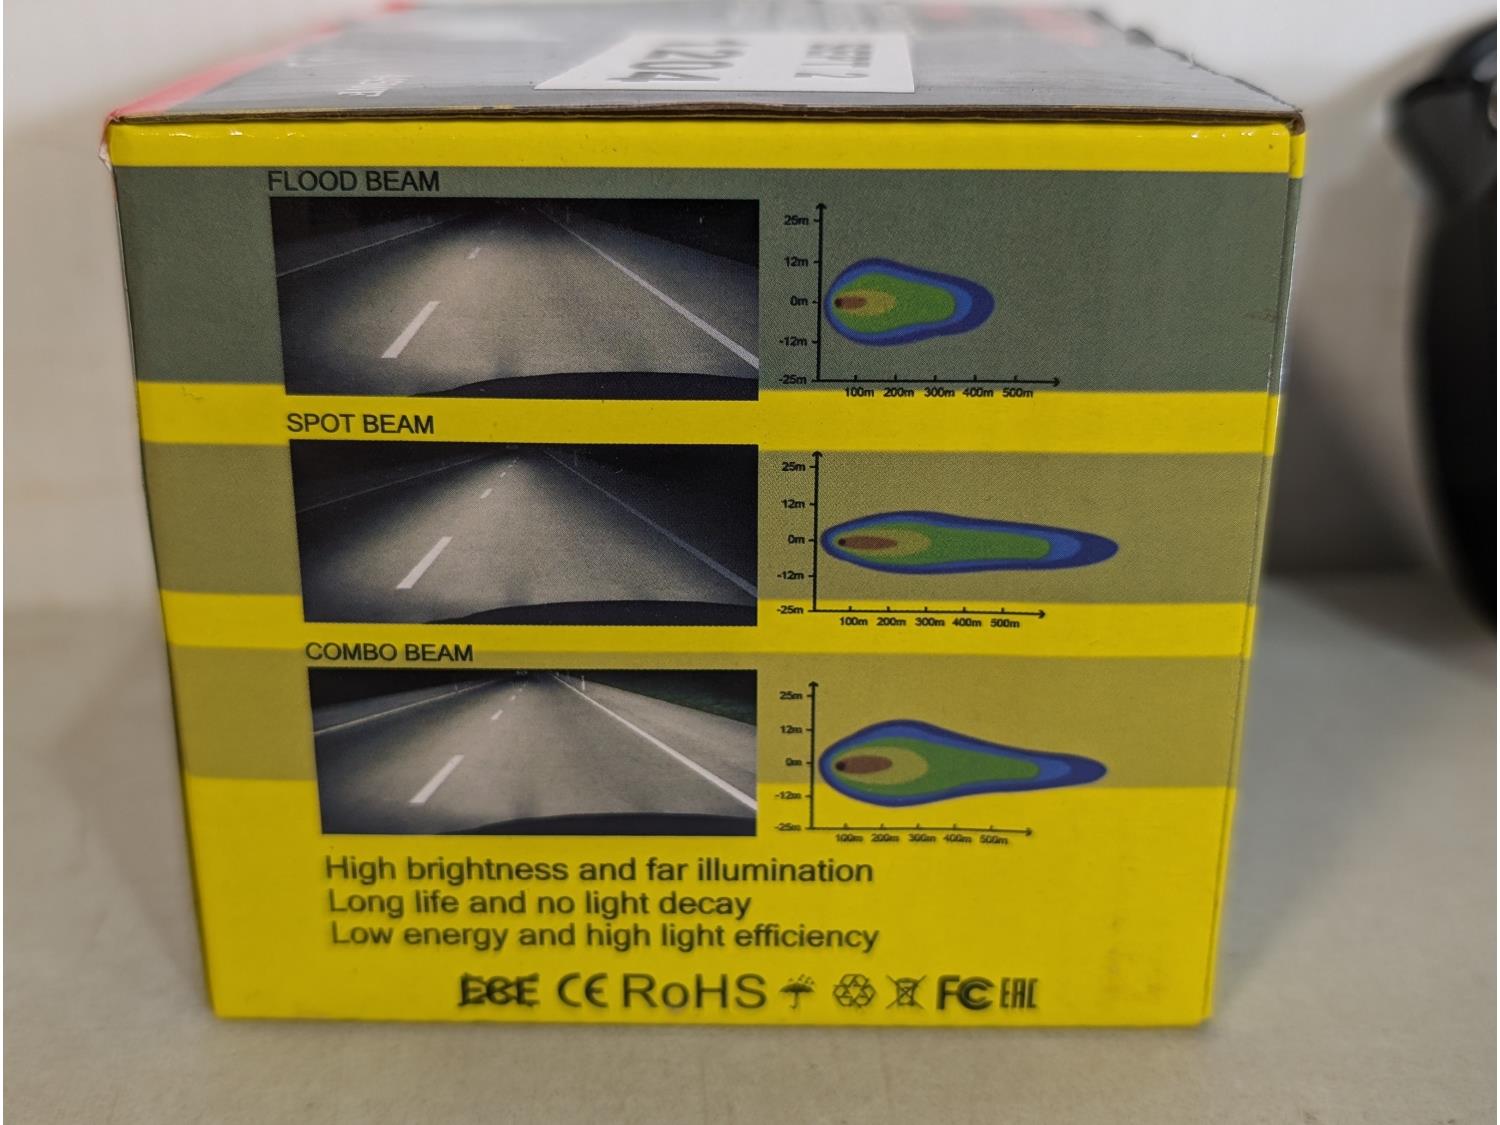 12041
FLOOD BEAM
25m
12m
0m
-12m
-25m
100m 200m 300m 400m 500m
SPOT BEAM
25m
12m
0m
-12m
-25m
100m 200m 300m 400m 500m
COMBO BEAM
25m
12m
0m
-12m
-25m
100m 200m 300m 400m 500m
High brightness and far illumination
Long life and no light decay
Low energy and high light efficiency
ECE CE RoHS FC EAC